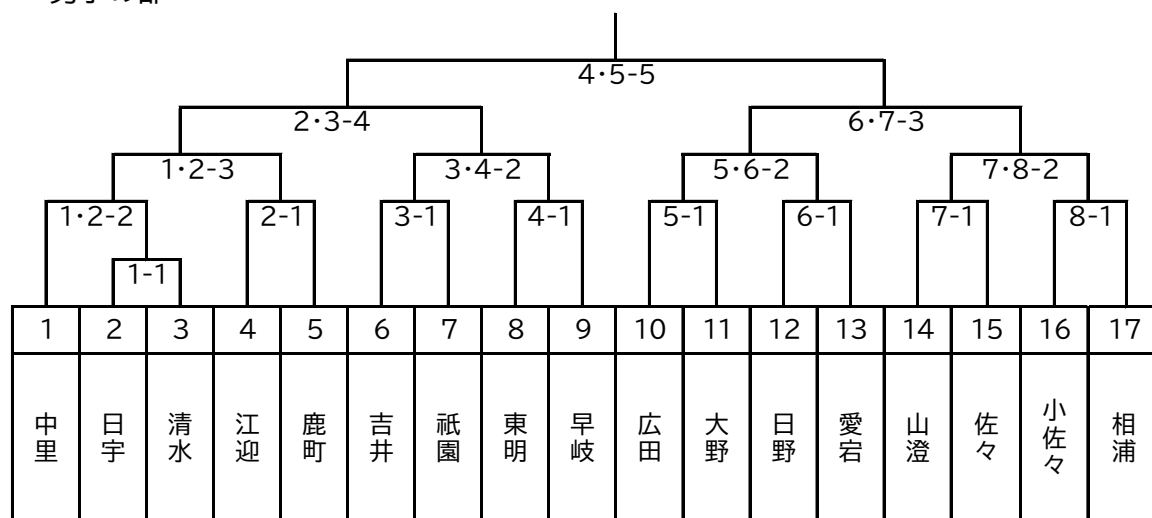 4・5-5
2・3-4 6・7-3
1・2-3 3・4-2 5・6-2 7・8-2
1・2-2 2-1 3-1 4-1 5-1 6-1 7-1 8-1
1-1
1 2 3 4 5 6 7 8 9 10 11 12 13 14 15 16 17
中里 日宇 清水 江迎 鹿町 吉井 祇園 東明 早岐 広田 大野 日野 愛宕 山澄 佐々 小佐々 相浦